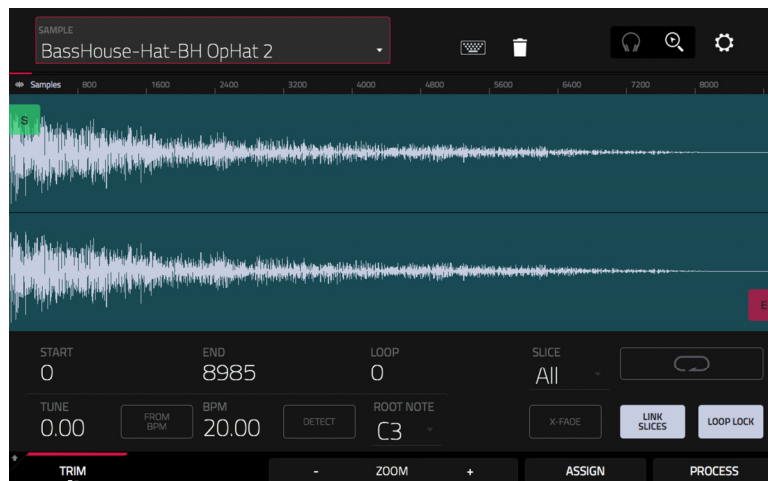 SAMPLE
BassHouse-Hat-BH OpHat 2
Samples 800 1600 2400 3200 4000 4800 5600 6400 7200 8000
S
E
START END LOOP SLICE
0 8985 0 All
TUNE FROM BPM BPM DETECT ROOT NOTE X-FADE LINK SLICES LOOP LOCK
0.00 20.00 C3
TRIM - ZOOM + ASSIGN PROCESS